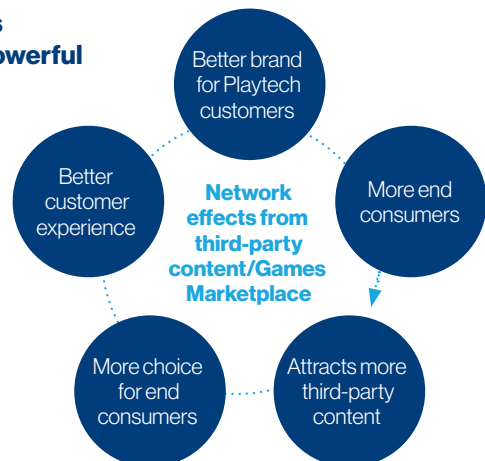 s
owerful
Better brand
for Playtech
customers
More end
consumers
Attracts more
third-party
content
More choice
for end
consumers
Better
customer
experience
Network
effects from
third-party
content/Games
Marketplace